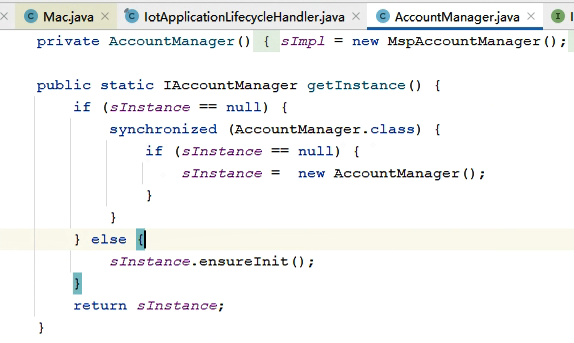 Mac.java × IotApplicationLifecycleHandler.java × AccountManager.java ×
private AccountManager() { sImpl = new MspAccountManager();
public static IAccountManager getInstance() {
if (sInstance == null) {
synchronized (AccountManager.class) {
if (sInstance == null) {
sInstance =  new AccountManager();
}
}
} else {
sInstance.ensureInit();
}
return sInstance;
}